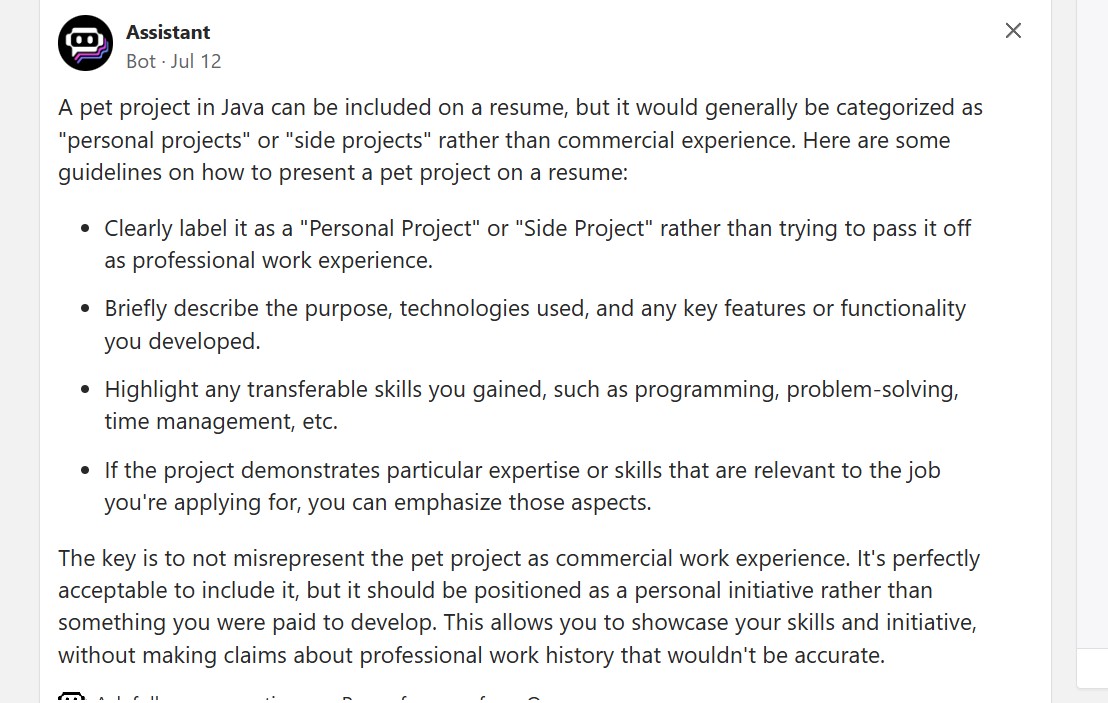 Assistant
Bot · Jul 12
A pet project in Java can be included on a resume, but it would generally be categorized as
"personal projects" or "side projects" rather than commercial experience. Here are some
guidelines on how to present a pet project on a resume:
• Clearly label it as a "Personal Project" or "Side Project" rather than trying to pass it off
as professional work experience.
• Briefly describe the purpose, technologies used, and any key features or functionality
you developed.
• Highlight any transferable skills you gained, such as programming, problem-solving,
time management, etc.
• If the project demonstrates particular expertise or skills that are relevant to the job
you're applying for, you can emphasize those aspects.
The key is to not misrepresent the pet project as commercial work experience. It's perfectly
acceptable to include it, but it should be positioned as a personal initiative rather than
something you were paid to develop. This allows you to showcase your skills and initiative,
without making claims about professional work history that wouldn't be accurate.